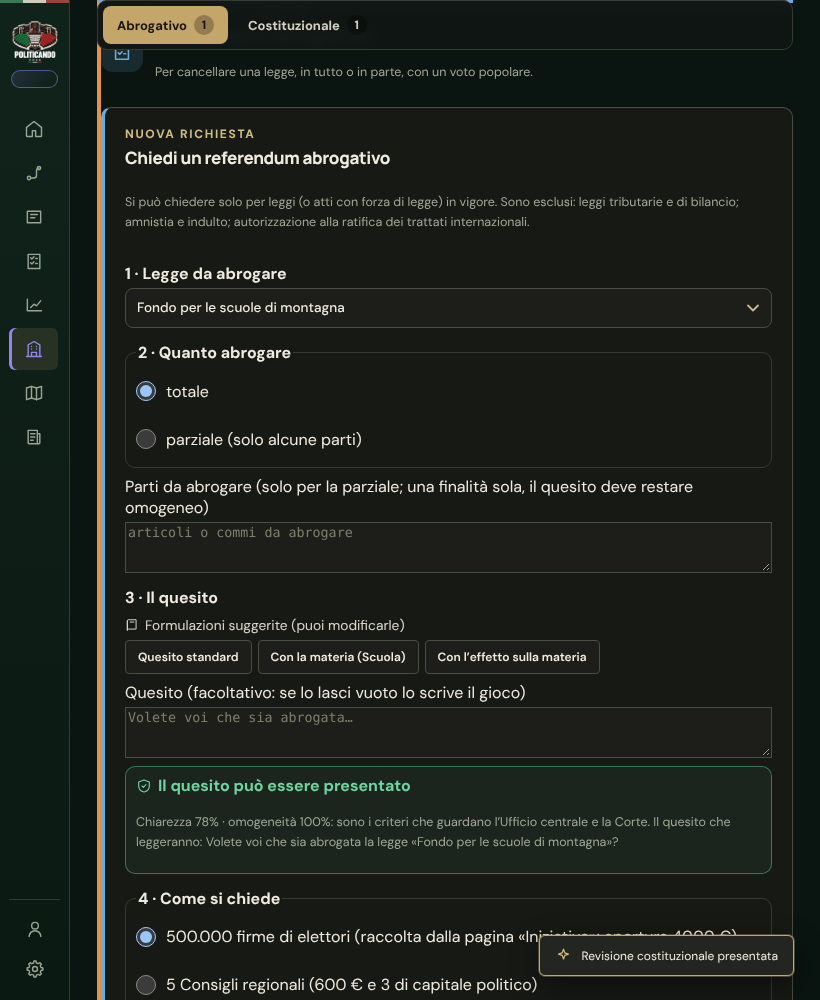 Abrogativo 1
Costituzionale 1
POLITICANDO
Per cancellare una legge, in tutto o in parte, con un voto popolare.
NUOVA RICHIESTA
Chiedi un referendum abrogativo
Si può chiedere solo per leggi (o atti con forza di legge) in vigore. Sono esclusi: leggi tributarie e di bilancio;
amnistia e indulto; autorizzazione alla ratifica dei trattati internazionali.
1 · Legge da abrogare
Fondo per le scuole di montagna
2 · Quanto abrogare
totale
parziale (solo alcune parti)
Parti da abrogare (solo per la parziale; una finalità sola, il quesito deve restare
omogeneo)
articoli o commi da abrogare
3 · Il quesito
Formulazioni suggerite (puoi modificarle)
Quesito standard
Con la materia (Scuola)
Con l’effetto sulla materia
Quesito (facoltativo: se lo lasci vuoto lo scrive il gioco)
Volete voi che sia abrogata…
Il quesito può essere presentato
Chiarezza 78% · omogeneità 100%: sono i criteri che guardano l’Ufficio centrale e la Corte. Il quesito che
leggeranno: Volete voi che sia abrogata la legge «Fondo per le scuole di montagna»?
4 · Come si chiede
500.000 firme di elettori (raccolta dalla pagina
Revisione costituzionale presentata
5 Consigli regionali (600 € e 3 di capitale politico)